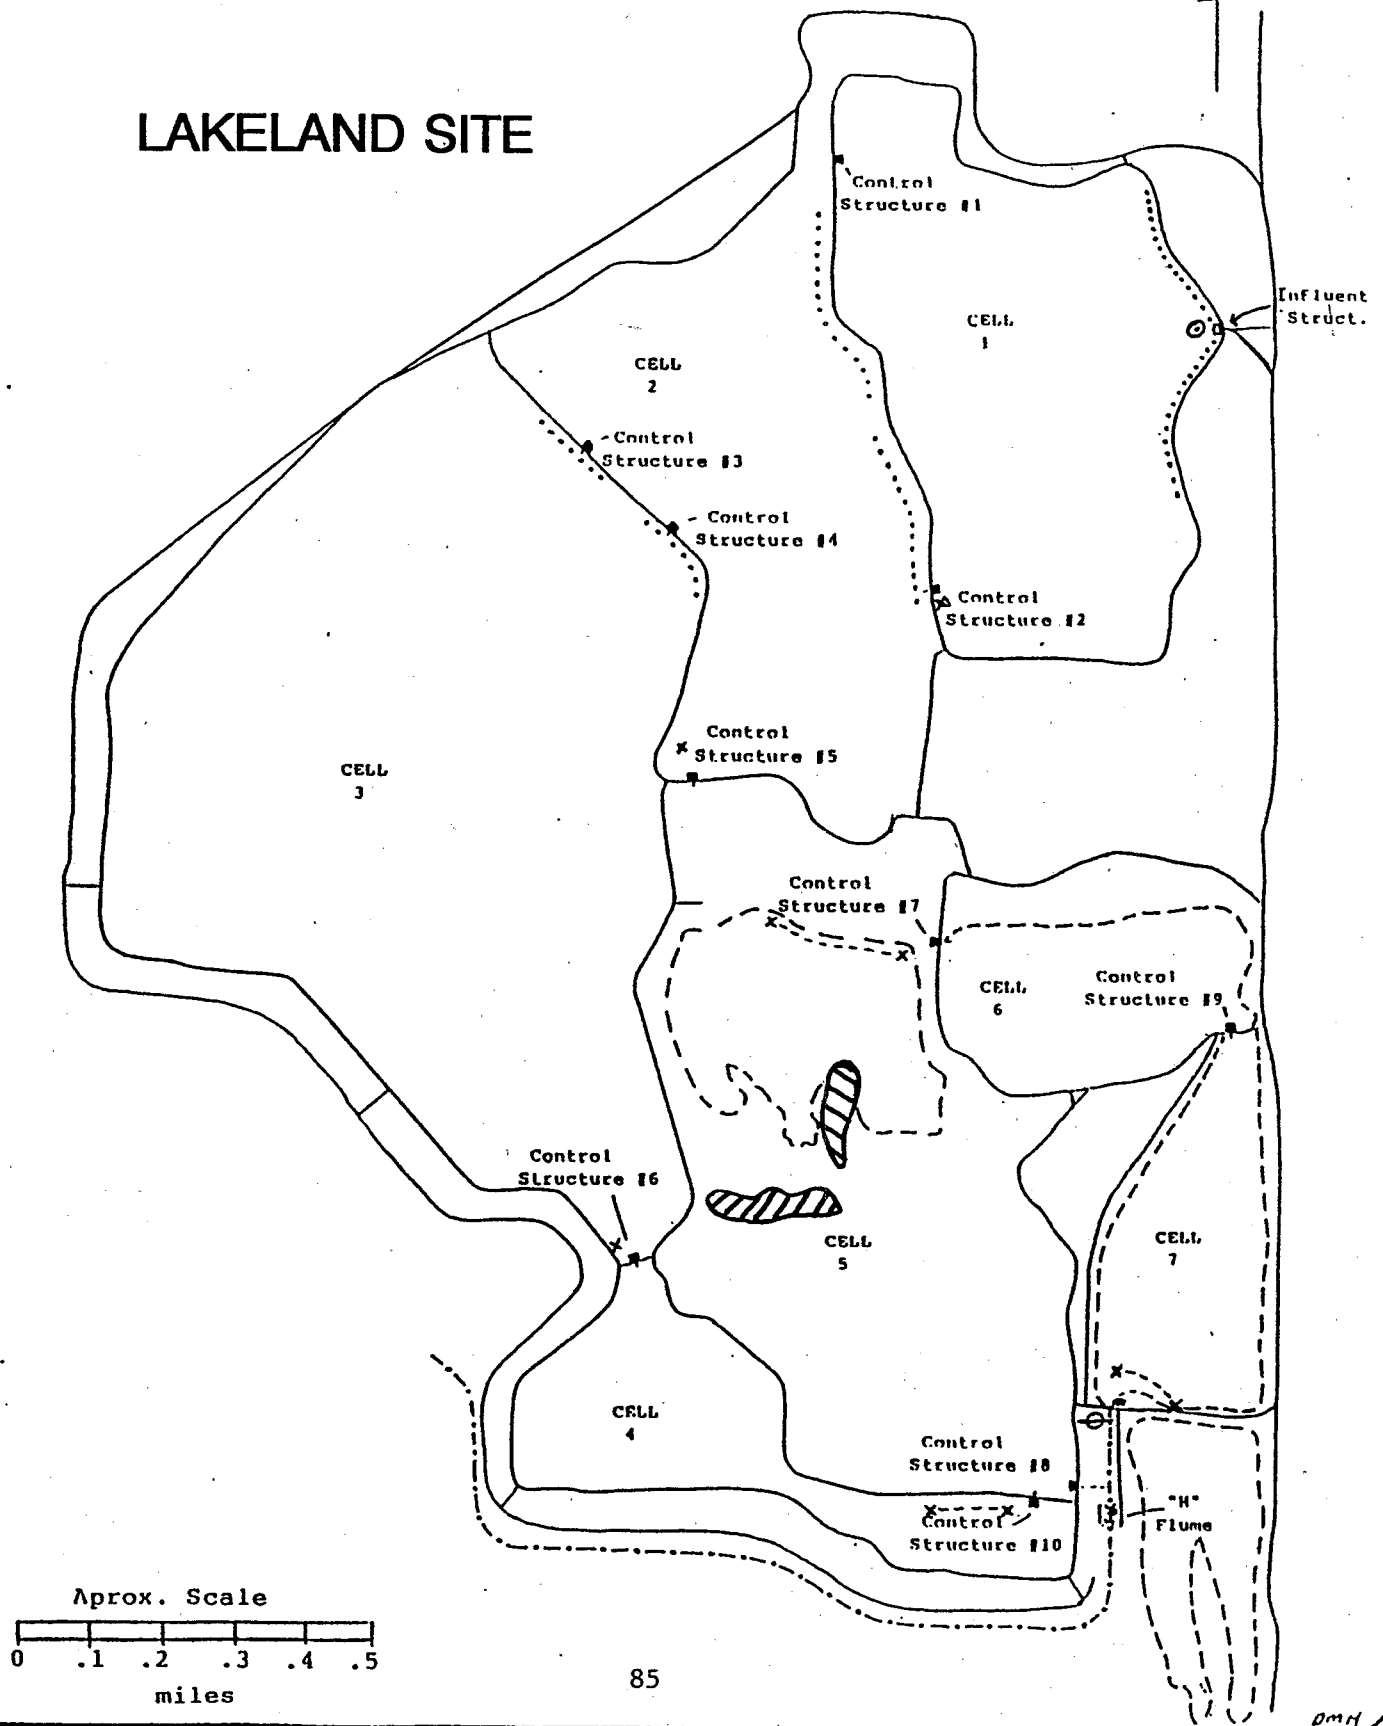 LAKELAND SITE
Control
Structure #1
Influent
Struct.
CELL
1
CELL
2
Control
Structure #3
Control
Structure #4
Control
Structure #2
Control
Structure #5
CELL
3
Control
Structure #7
CELL
6
Control
Structure #9
Control
Structure #6
CELL
5
CELL
7
CELL
4
Control
Structure #8
"H"
Flume
Control
Structure #10
Aprox. Scale
0 .1 .2 .3 .4 .5
miles
85